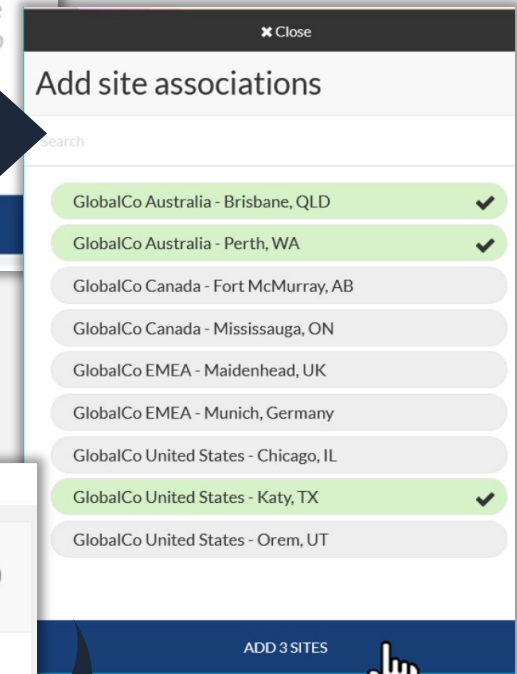 ✖ Close
Add site associations
Search
GlobalCo Australia - Brisbane, QLD
GlobalCo Australia - Perth, WA
GlobalCo Canada - Fort McMurray, AB
GlobalCo Canada - Mississauga, ON
GlobalCo EMEA - Maidenhead, UK
GlobalCo EMEA - Munich, Germany
GlobalCo United States - Chicago, IL
GlobalCo United States - Katy, TX
GlobalCo United States - Orem, UT
ADD 3 SITES